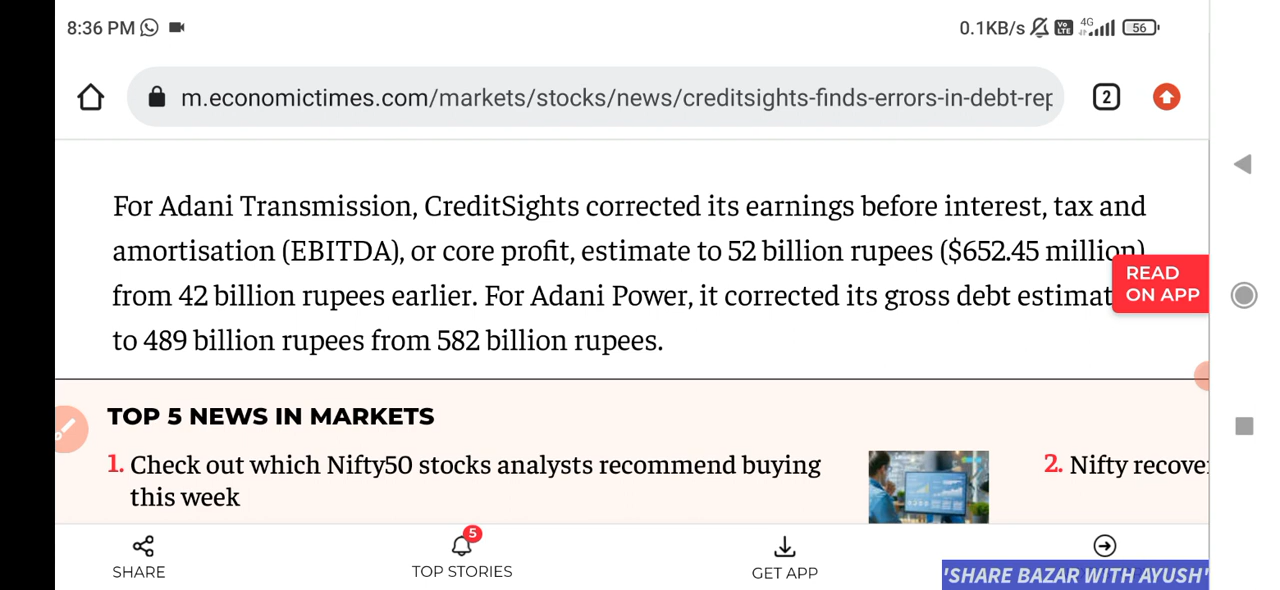 8:36 PM
0.1KB/s Vo LTE 4G 56
m.economictimes.com/markets/stocks/news/creditsights-finds-errors-in-debt-rep
2
For Adani Transmission, CreditSights corrected its earnings before interest, tax and
amortisation (EBITDA), or core profit, estimate to 52 billion rupees ($652.45 million)
from 42 billion rupees earlier. For Adani Power, it corrected its gross debt estimat
to 489 billion rupees from 582 billion rupees.
READ
ON APP
TOP 5 NEWS IN MARKETS
1. Check out which Nifty50 stocks analysts recommend buying
this week
2. Nifty recove
5
SHARE
TOP STORIES
GET APP
'SHARE BAZAR WITH AYUSH'